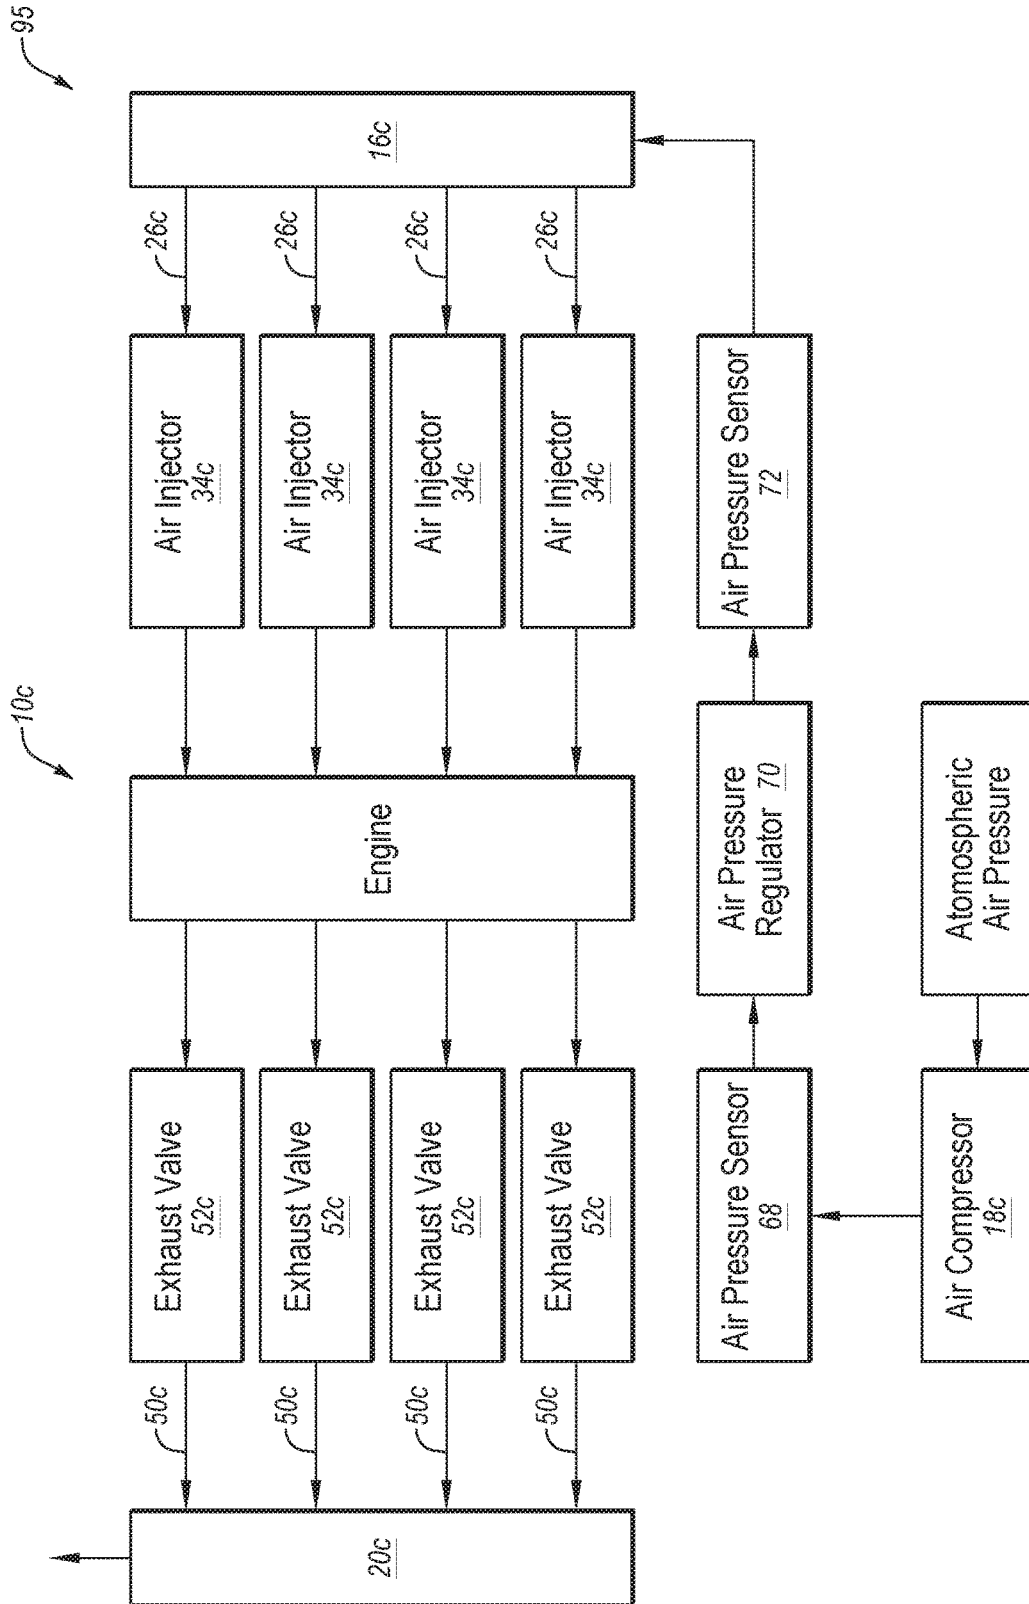 10c
95
50c
Exhaust Valve
52c
Air Injector
34c
26c
50c
Exhaust Valve
52c
Air Injector
34c
26c
20c
Engine
16c
50c
Exhaust Valve
52c
Air Injector
34c
26c
50c
Exhaust Valve
52c
Air Injector
34c
26c
Air Pressure Sensor
68
Air Pressure
Regulator 70
Air Pressure Sensor
72
Air Compressor
18c
Atomospheric
Air Pressure